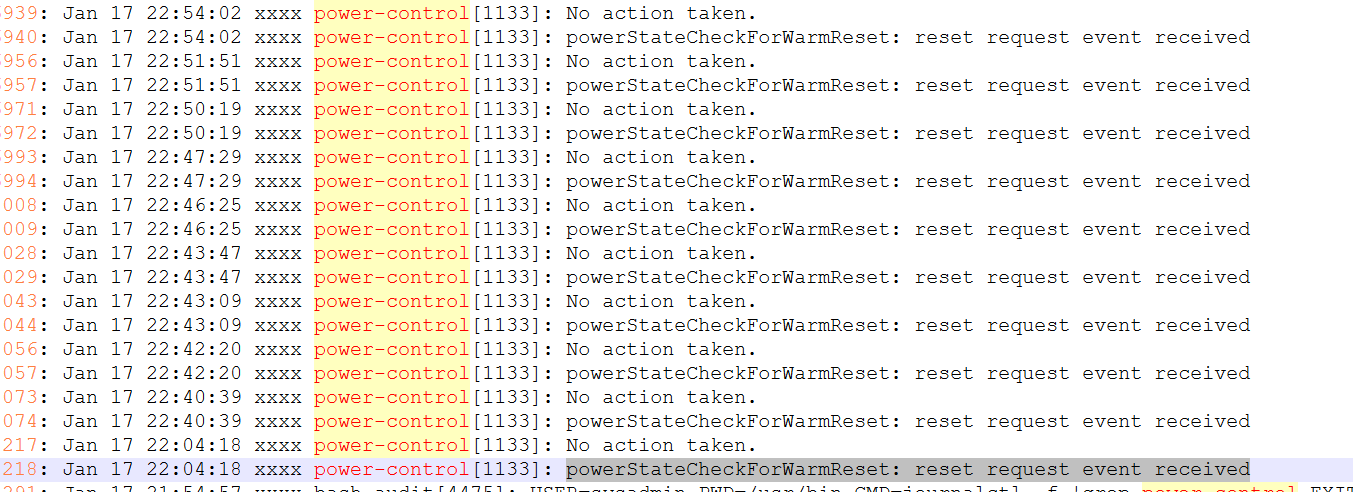 939: Jan 17 22:54:02 xxxx power-control[1133]: No action taken.
940: Jan 17 22:54:02 xxxx power-control[1133]: powerStateCheckForWarmReset: reset request event received
956: Jan 17 22:51:51 xxxx power-control[1133]: No action taken.
957: Jan 17 22:51:51 xxxx power-control[1133]: powerStateCheckForWarmReset: reset request event received
971: Jan 17 22:50:19 xxxx power-control[1133]: No action taken.
972: Jan 17 22:50:19 xxxx power-control[1133]: powerStateCheckForWarmReset: reset request event received
993: Jan 17 22:47:29 xxxx power-control[1133]: No action taken.
994: Jan 17 22:47:29 xxxx power-control[1133]: powerStateCheckForWarmReset: reset request event received
008: Jan 17 22:46:25 xxxx power-control[1133]: No action taken.
009: Jan 17 22:46:25 xxxx power-control[1133]: powerStateCheckForWarmReset: reset request event received
028: Jan 17 22:43:47 xxxx power-control[1133]: No action taken.
029: Jan 17 22:43:47 xxxx power-control[1133]: powerStateCheckForWarmReset: reset request event received
043: Jan 17 22:43:09 xxxx power-control[1133]: No action taken.
044: Jan 17 22:43:09 xxxx power-control[1133]: powerStateCheckForWarmReset: reset request event received
056: Jan 17 22:42:20 xxxx power-control[1133]: No action taken.
057: Jan 17 22:42:20 xxxx power-control[1133]: powerStateCheckForWarmReset: reset request event received
073: Jan 17 22:40:39 xxxx power-control[1133]: No action taken.
074: Jan 17 22:40:39 xxxx power-control[1133]: powerStateCheckForWarmReset: reset request event received
217: Jan 17 22:04:18 xxxx power-control[1133]: No action taken.
218: Jan 17 22:04:18 xxxx power-control[1133]: powerStateCheckForWarmReset: reset request event received